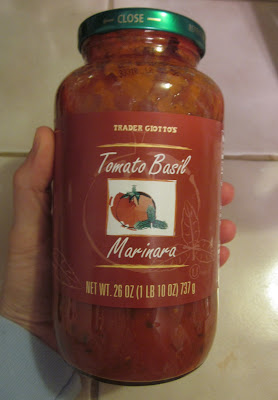 CLOSE
TRADER GIOTTO'S
Tomato Basil
Marinara
NET WT. 26 OZ (1 LB 10 OZ) 737g